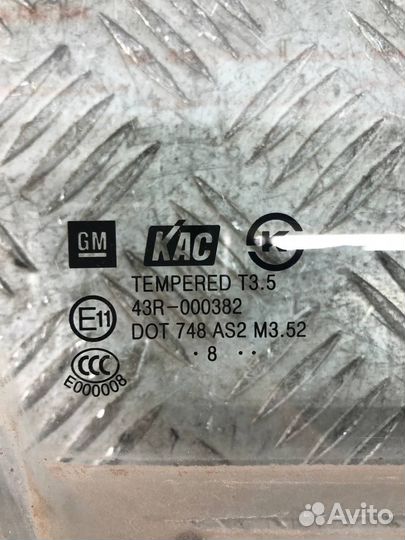 GM KAC K
TEMPERED T3.5
E11 43R-000382
DOT 748 AS2 M3.52
CCC
E000008
· 8 · ·
Avito